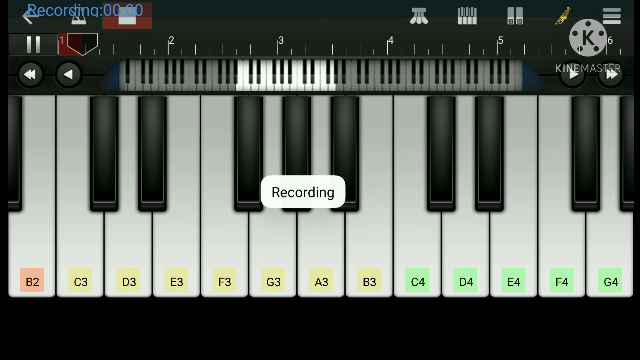 Recording:00:00
1 2 3 4 5 6
K
KINEMASTER
Recording
B2 C3 D3 E3 F3 G3 A3 B3 C4 D4 E4 F4 G4